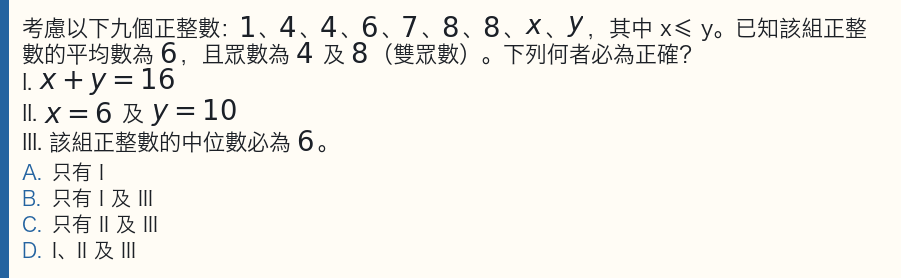 考慮以下九個正整數：1、4、4、6、7、8、8、x、y，其中 x⩽ y。已知該組正整
數的平均數為 6，且眾數為 4 及 8（雙眾數）。下列何者必為正確？
I. x + y = 16
II. x = 6 及 y = 10
III. 該組正整數的中位數必為 6。
A. 只有 I
B. 只有 I 及 III
C. 只有 II 及 III
D. I、II 及 III